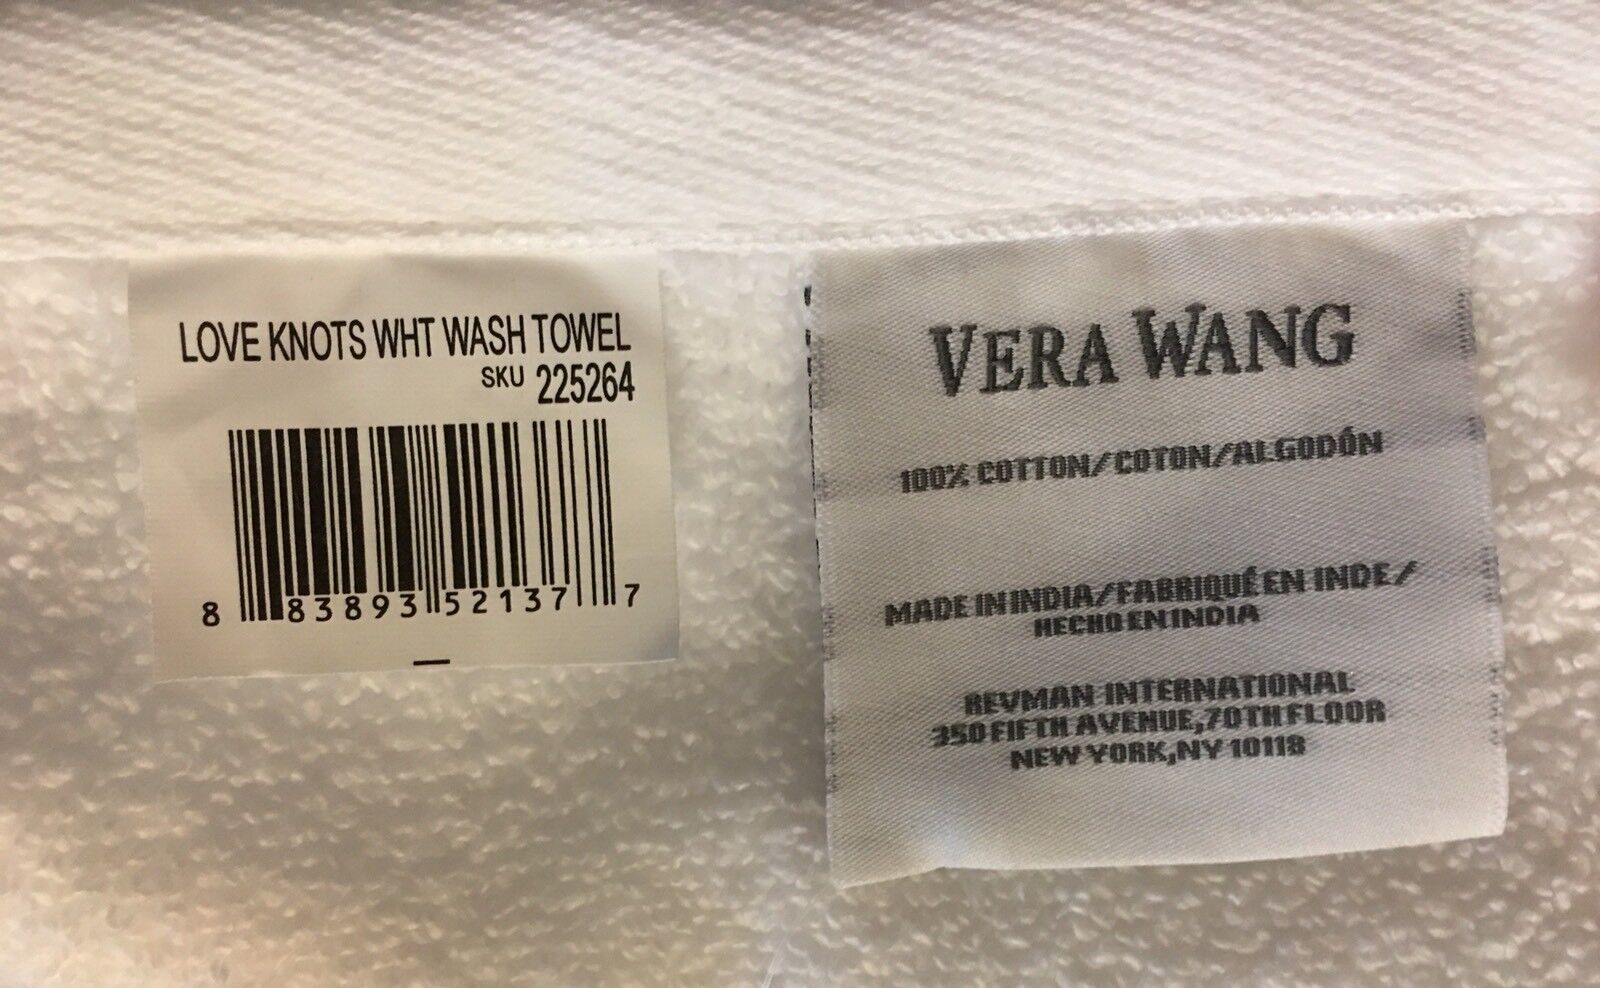 LOVE KNOTS WHT WASH TOWEL
SKU 225264
8 83893 52137 7
VERA WANG
100% COTTON/COTON/ALGODÓN
MADE IN INDIA/FABRIQUÉ EN INDE/
HECHO EN INDIA
REVMAN INTERNATIONAL
350 FIFTH AVENUE,70TH FLOOR
NEW YORK,NY 10118